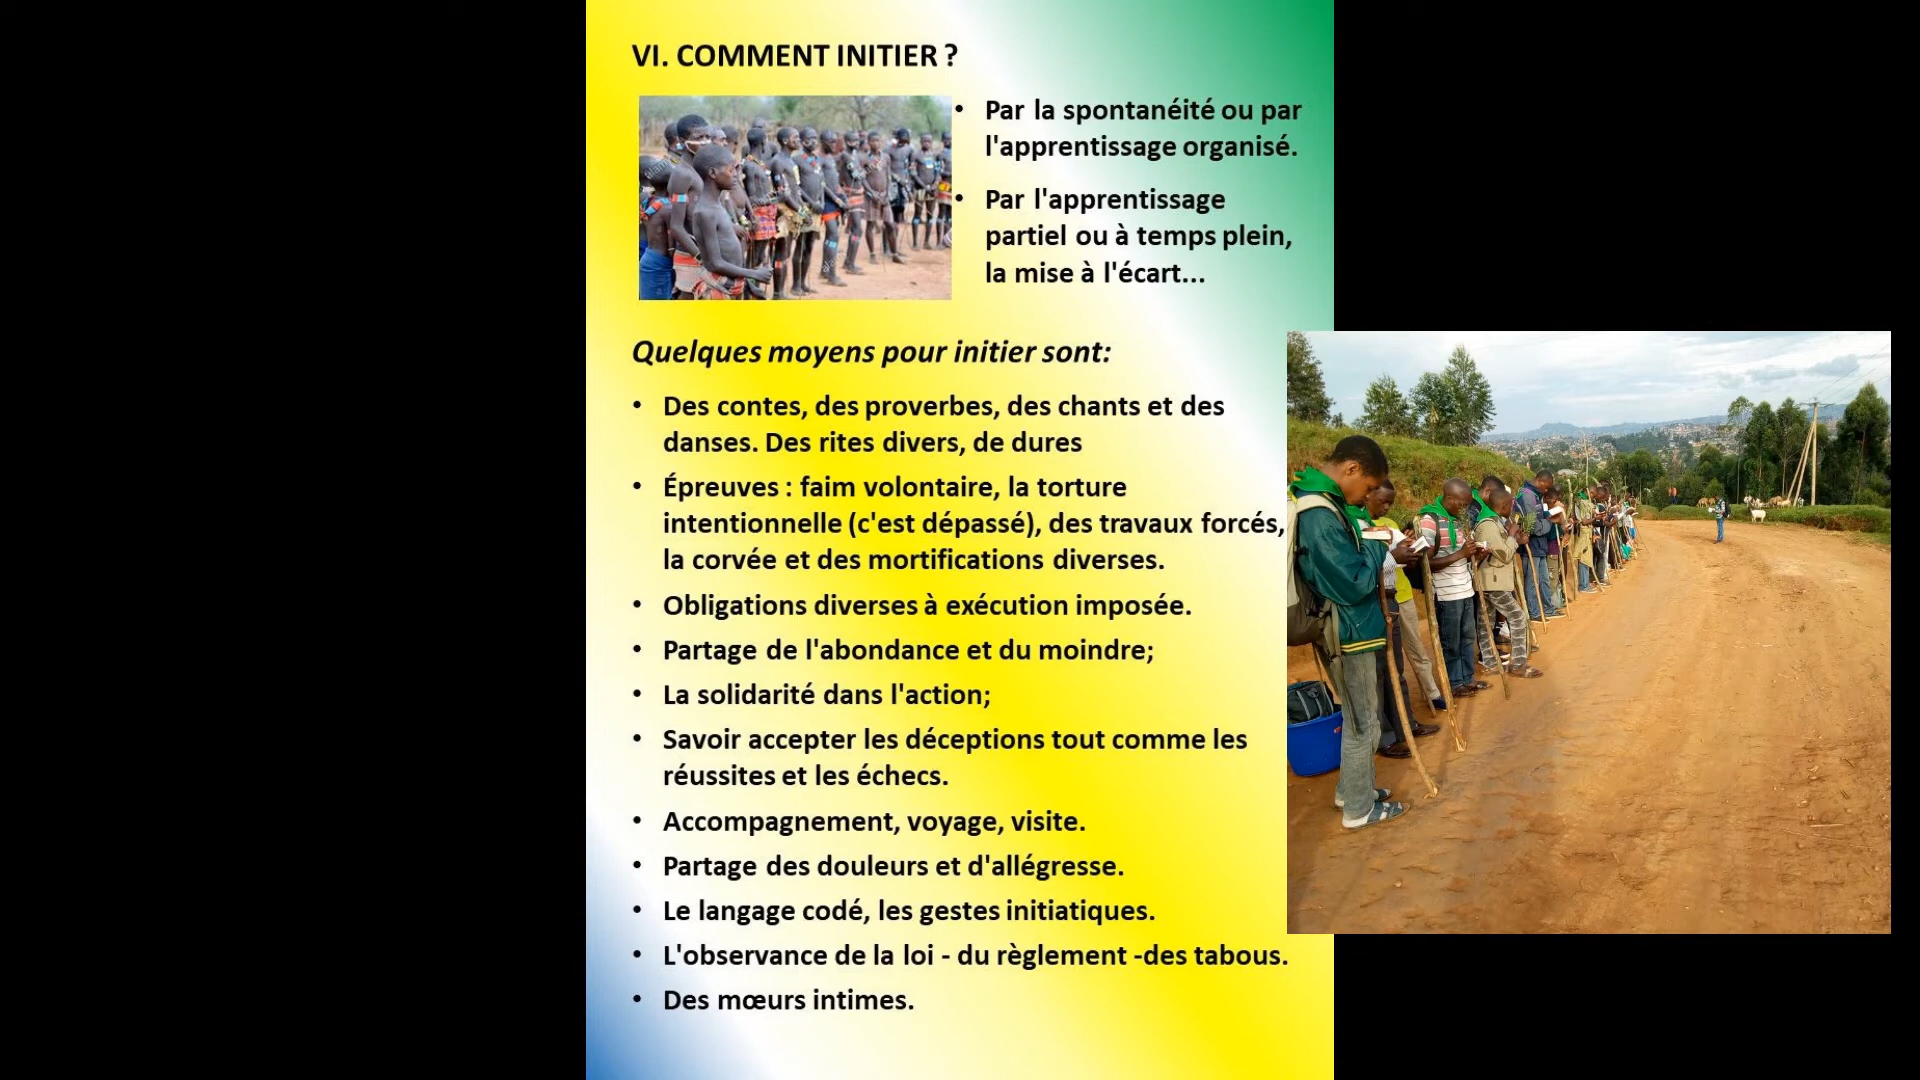 VI. COMMENT INITIER ?
• Par la spontanéité ou par
l'apprentissage organisé.
• Par l'apprentissage
partiel ou à temps plein,
la mise à l'écart...
Quelques moyens pour initier sont:
• Des contes, des proverbes, des chants et des
danses. Des rites divers, de dures
• Épreuves : faim volontaire, la torture
intentionnelle (c'est dépassé), des travaux forcés,
la corvée et des mortifications diverses.
• Obligations diverses à exécution imposée.
• Partage de l'abondance et du moindre;
• La solidarité dans l'action;
• Savoir accepter les déceptions tout comme les
réussites et les échecs.
• Accompagnement, voyage, visite.
• Partage des douleurs et d'allégresse.
• Le langage codé, les gestes initiatiques.
• L'observance de la loi - du règlement -des tabous.
• Des mœurs intimes.